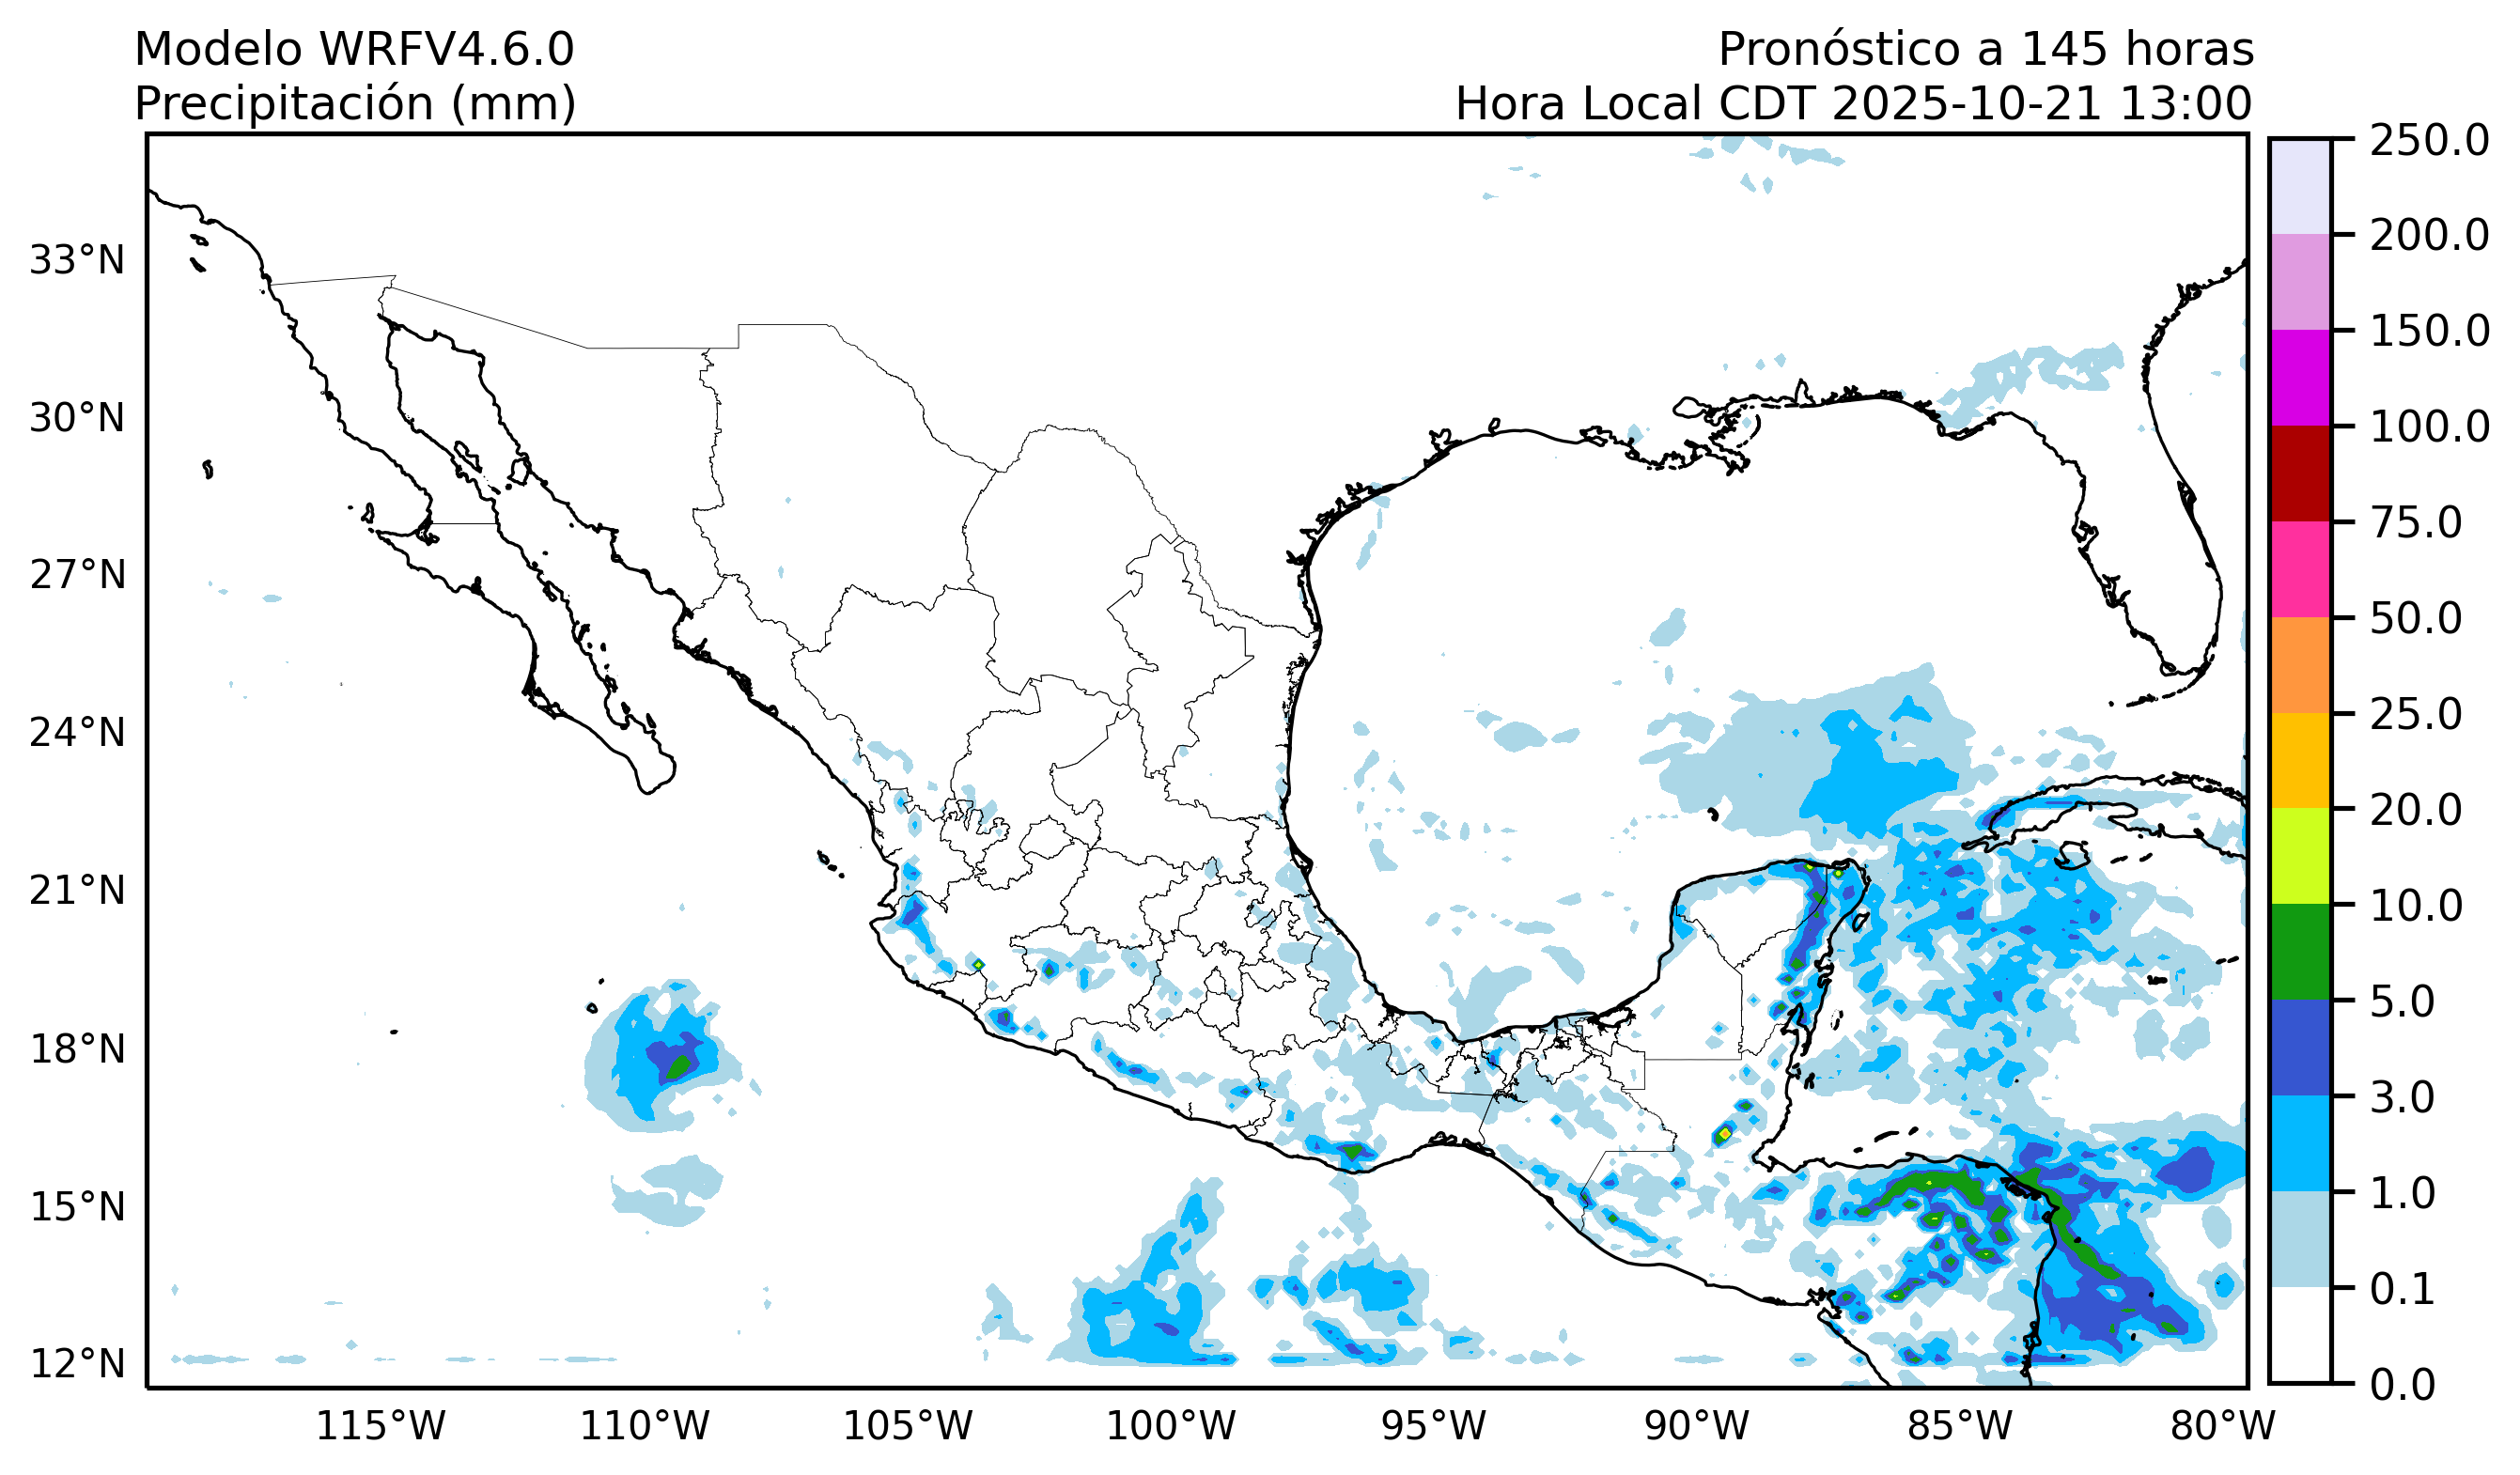 Modelo WRFV4.6.0
Precipitación (mm)
Pronóstico a 145 horas
Hora Local CDT 2025-10-21 13:00
33°N
30°N
27°N
24°N
21°N
18°N
15°N
12°N
115°W
110°W
105°W
100°W
95°W
90°W
85°W
80°W
250.0
200.0
150.0
100.0
75.0
50.0
25.0
20.0
10.0
5.0
3.0
1.0
0.1
0.0